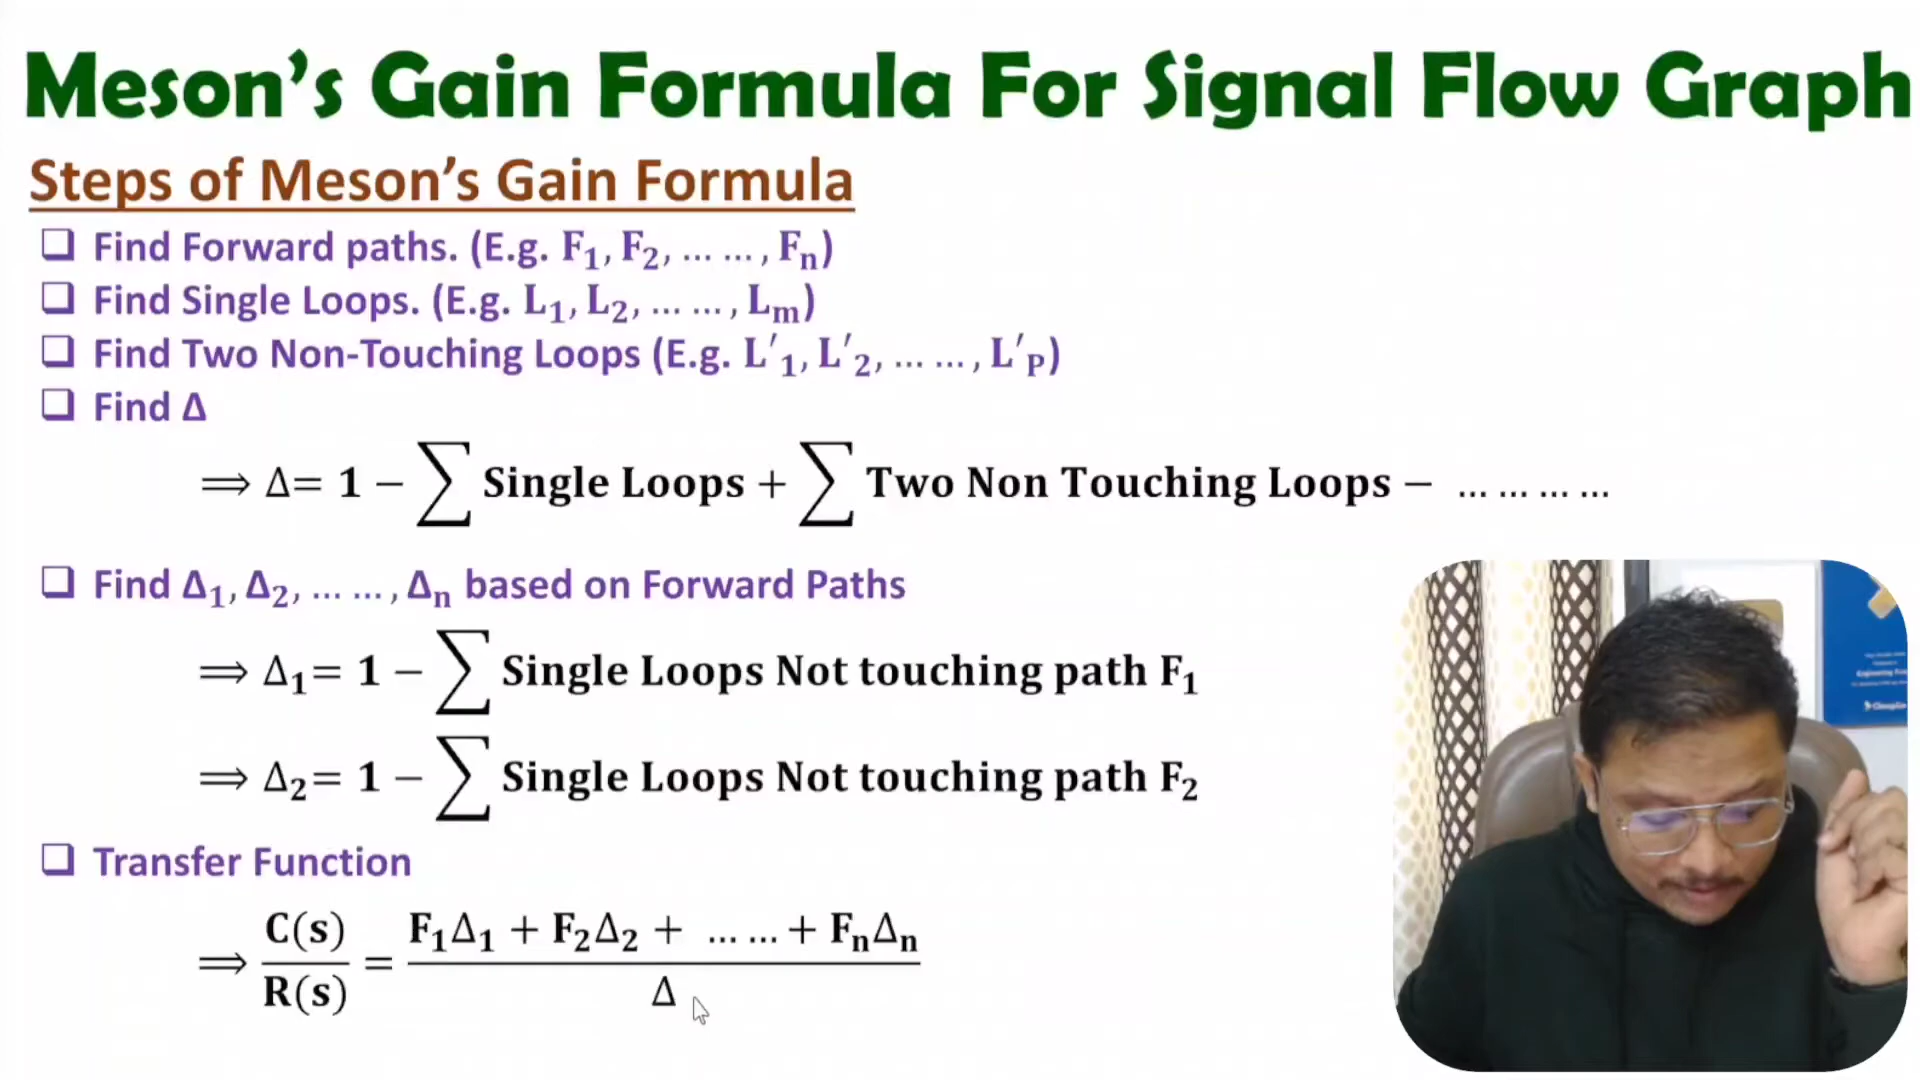 Meson's Gain Formula For Signal Flow Graph
Steps of Meson's Gain Formula
❑ Find Forward paths. (E.g. F₁, F₂, ... ..., Fₙ)
❑ Find Single Loops. (E.g. L₁, L₂, ... ..., Lₘ)
❑ Find Two Non-Touching Loops (E.g. L′₁, L′₂, ... ..., L′ₚ)
❑ Find Δ
⟹ Δ= 1 − ∑ Single Loops + ∑ Two Non Touching Loops − ... ... ... ...
❑ Find Δ₁, Δ₂, ... ..., Δₙ based on Forward Paths
⟹ Δ₁= 1 − ∑ Single Loops Not touching path F₁
⟹ Δ₂= 1 − ∑ Single Loops Not touching path F₂
❑ Transfer Function
⟹ C(s)/R(s) = F₁Δ₁ + F₂Δ₂ + ... ... + FₙΔₙ / Δ